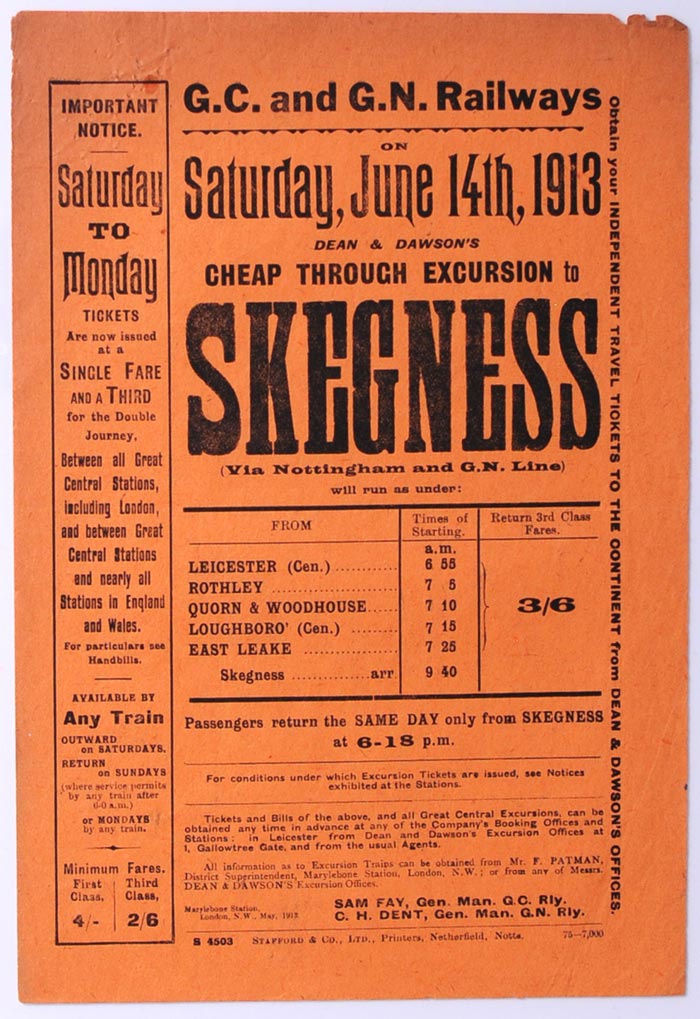 IMPORTANT
NOTICE.
Saturday
TO
Monday
TICKETS
Are now issued
at a
SINGLE FARE
AND A THIRD
for the Double
Journey,
Between all Great
Central Stations,
including London,
and between Great
Central Stations
and nearly all
Stations in England
and Wales.
For particulars see
Handbills.
AVAILABLE BY
Any Train
OUTWARD
on SATURDAYS.
RETURN
on SUNDAYS
(where service permits
by any train after
6-0 a.m.)
or MONDAYS
by any train.
Minimum Fares.
First Class, Third Class,
4/- 2/6
G.C. and G.N. Railways
ON
Saturday, June 14th, 1913
DEAN & DAWSON'S
CHEAP THROUGH EXCURSION to
SKEGNESS
(Via Nottingham and G.N. Line)
will run as under:
FROM Times of Starting. Return 3rd Class Fares.
a.m.
LEICESTER (Cen.) ........... 6 55
ROTHLEY .................. 7 5
QUORN & WOODHOUSE..... 7 10
LOUGHBORO' (Cen.) ........ 7 15
EAST LEAKE ............... 7 25
3/6
Skegness ............arr. 9 40
Passengers return the SAME DAY only from SKEGNESS
at 6-18 p.m.
For conditions under which Excursion Tickets are issued, see Notices
exhibited at the Stations.
Tickets and Bills of the above, and all Great Central Excursions, can be
obtained any time in advance at any of the Company's Booking Offices and
Stations: in Leicester from Dean and Dawson's Excursion Offices at
1, Gallowtree Gate, and from the usual Agents.
All information as to Excursion Trains can be obtained from Mr. F. PATMAN,
District Superintendent, Marylebone Station, London, N.W.; or from any of Messrs.
DEAN & DAWSON'S Excursion Offices.
Marylebone Station,
London, N.W., May, 1913
SAM FAY, Gen. Man. G.C. Rly.
C. H. DENT, Gen. Man. G.N. Rly.
S 4503 STAFFORD & CO., LTD., Printers, Netherfield, Notts. 75—7,000
Obtain your INDEPENDENT TRAVEL TICKETS TO THE CONTINENT from DEAN & DAWSON'S OFFICES.